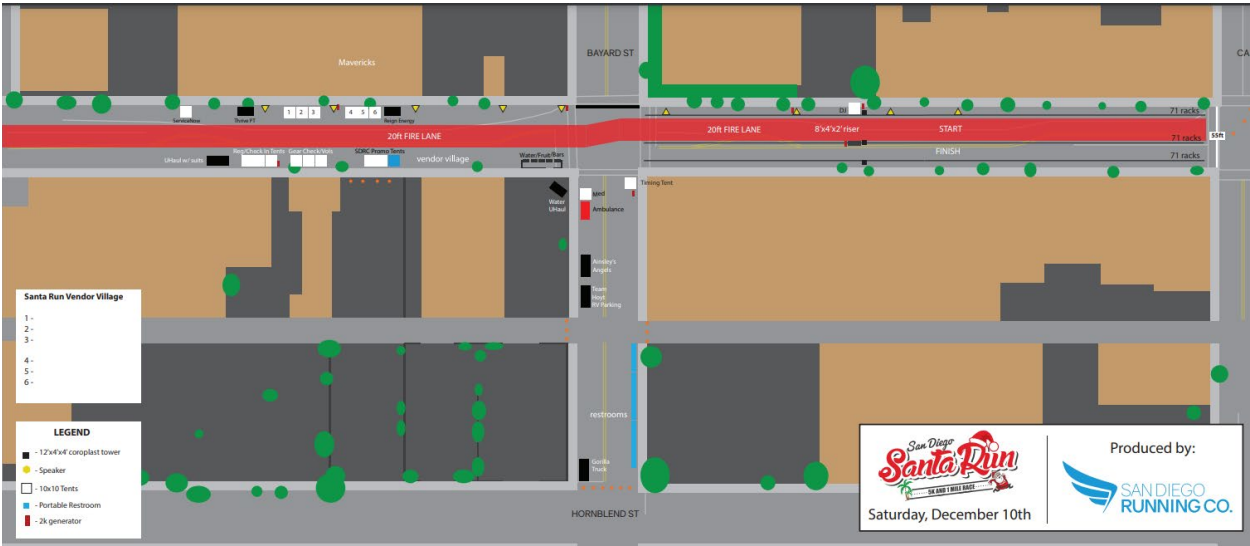 BAYARD ST
CA
Mavericks
Thrive FT
1 2 3
4 5 6
Reign Energy
DJ
71 racks
20ft FIRE LANE
20ft FIRE LANE
8'x4'x2' riser
START
71 racks
55ft
FINISH
71 racks
UHaul w/ suits
Reg/Check In Tents
Gear Check/Vols
SDRC Promo Tents
vendor village
Water/Fruit/Bars
Timing Tent
Water
UHaul
Med
Ambulance
Ainsley's
Angels
Team
Hoyt
RV Parking
Santa Run Vendor Village
1 -
2 -
3 -
4 -
5 -
6 -
restrooms
Gorilla
Truck
HORNBLEND ST
LEGEND
- 12'x4'x4' coroplast tower
- Speaker
- 10x10 Tents
- Portable Restroom
- 2k generator
San Diego
Santa Run
5K AND 1 MILE RACE
Saturday, December 10th
Produced by:
SAN DIEGO
RUNNING CO.